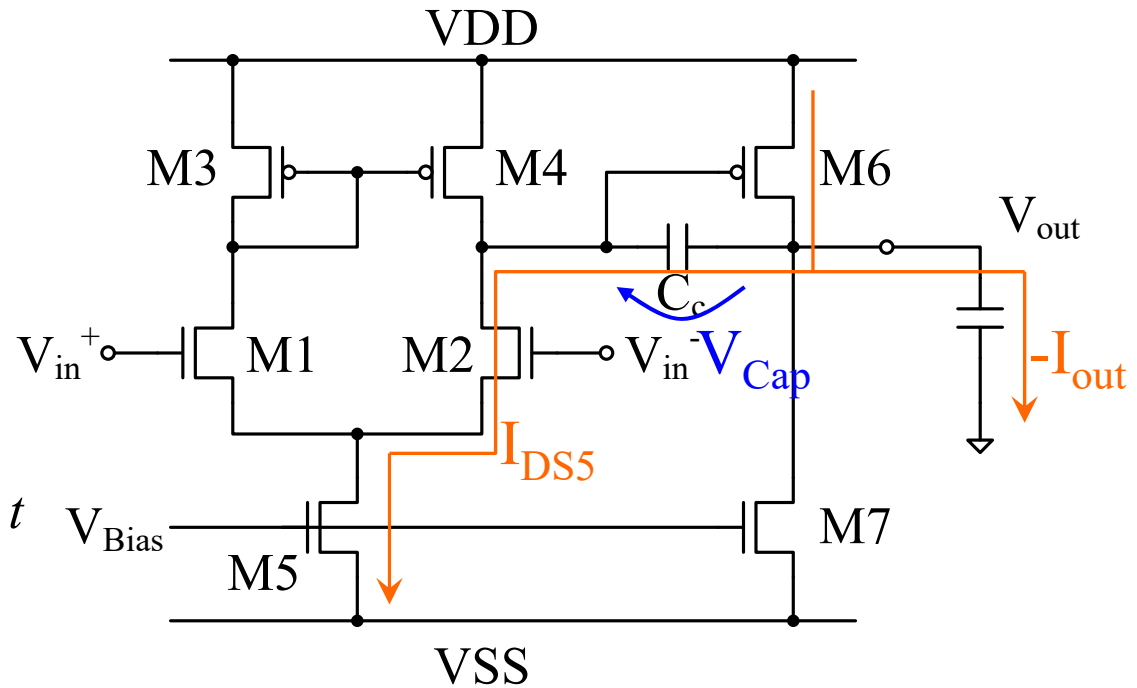 VDD
M3
M4
M6
Vout
Cc
Vin+
M1
M2
Vin-
VCap
-Iout
IDS5
t
VBias
M5
M7
VSS